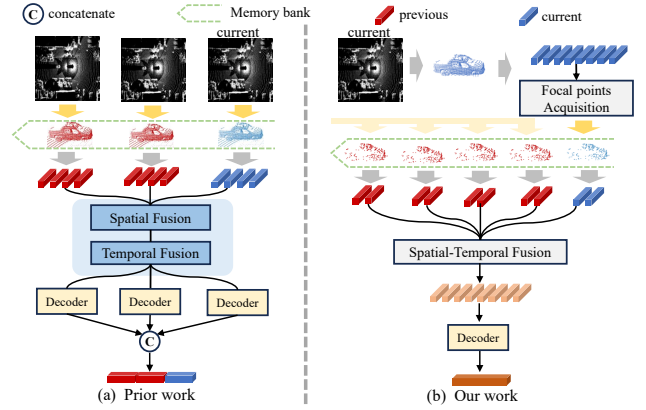 C concatenate
Memory bank
current
Spatial Fusion
Temporal Fusion
Decoder
Decoder
Decoder
C
(a) Prior work
previous
current
current
Focal points
Acquisition
Spatial-Temporal Fusion
Decoder
(b) Our work